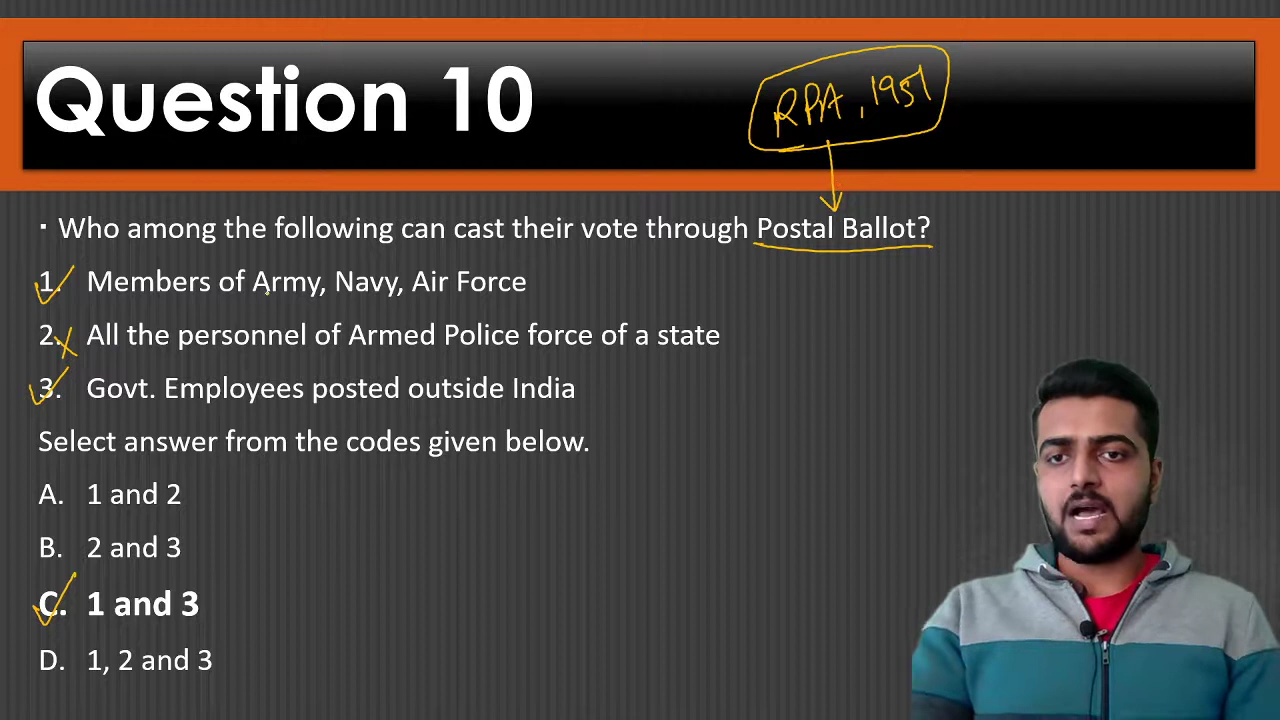 Question 10
RPA, 1951
· Who among the following can cast their vote through Postal Ballot?
1. Members of Army, Navy, Air Force
2. All the personnel of Armed Police force of a state
3. Govt. Employees posted outside India
Select answer from the codes given below.
A. 1 and 2
B. 2 and 3
C. 1 and 3
D. 1, 2 and 3